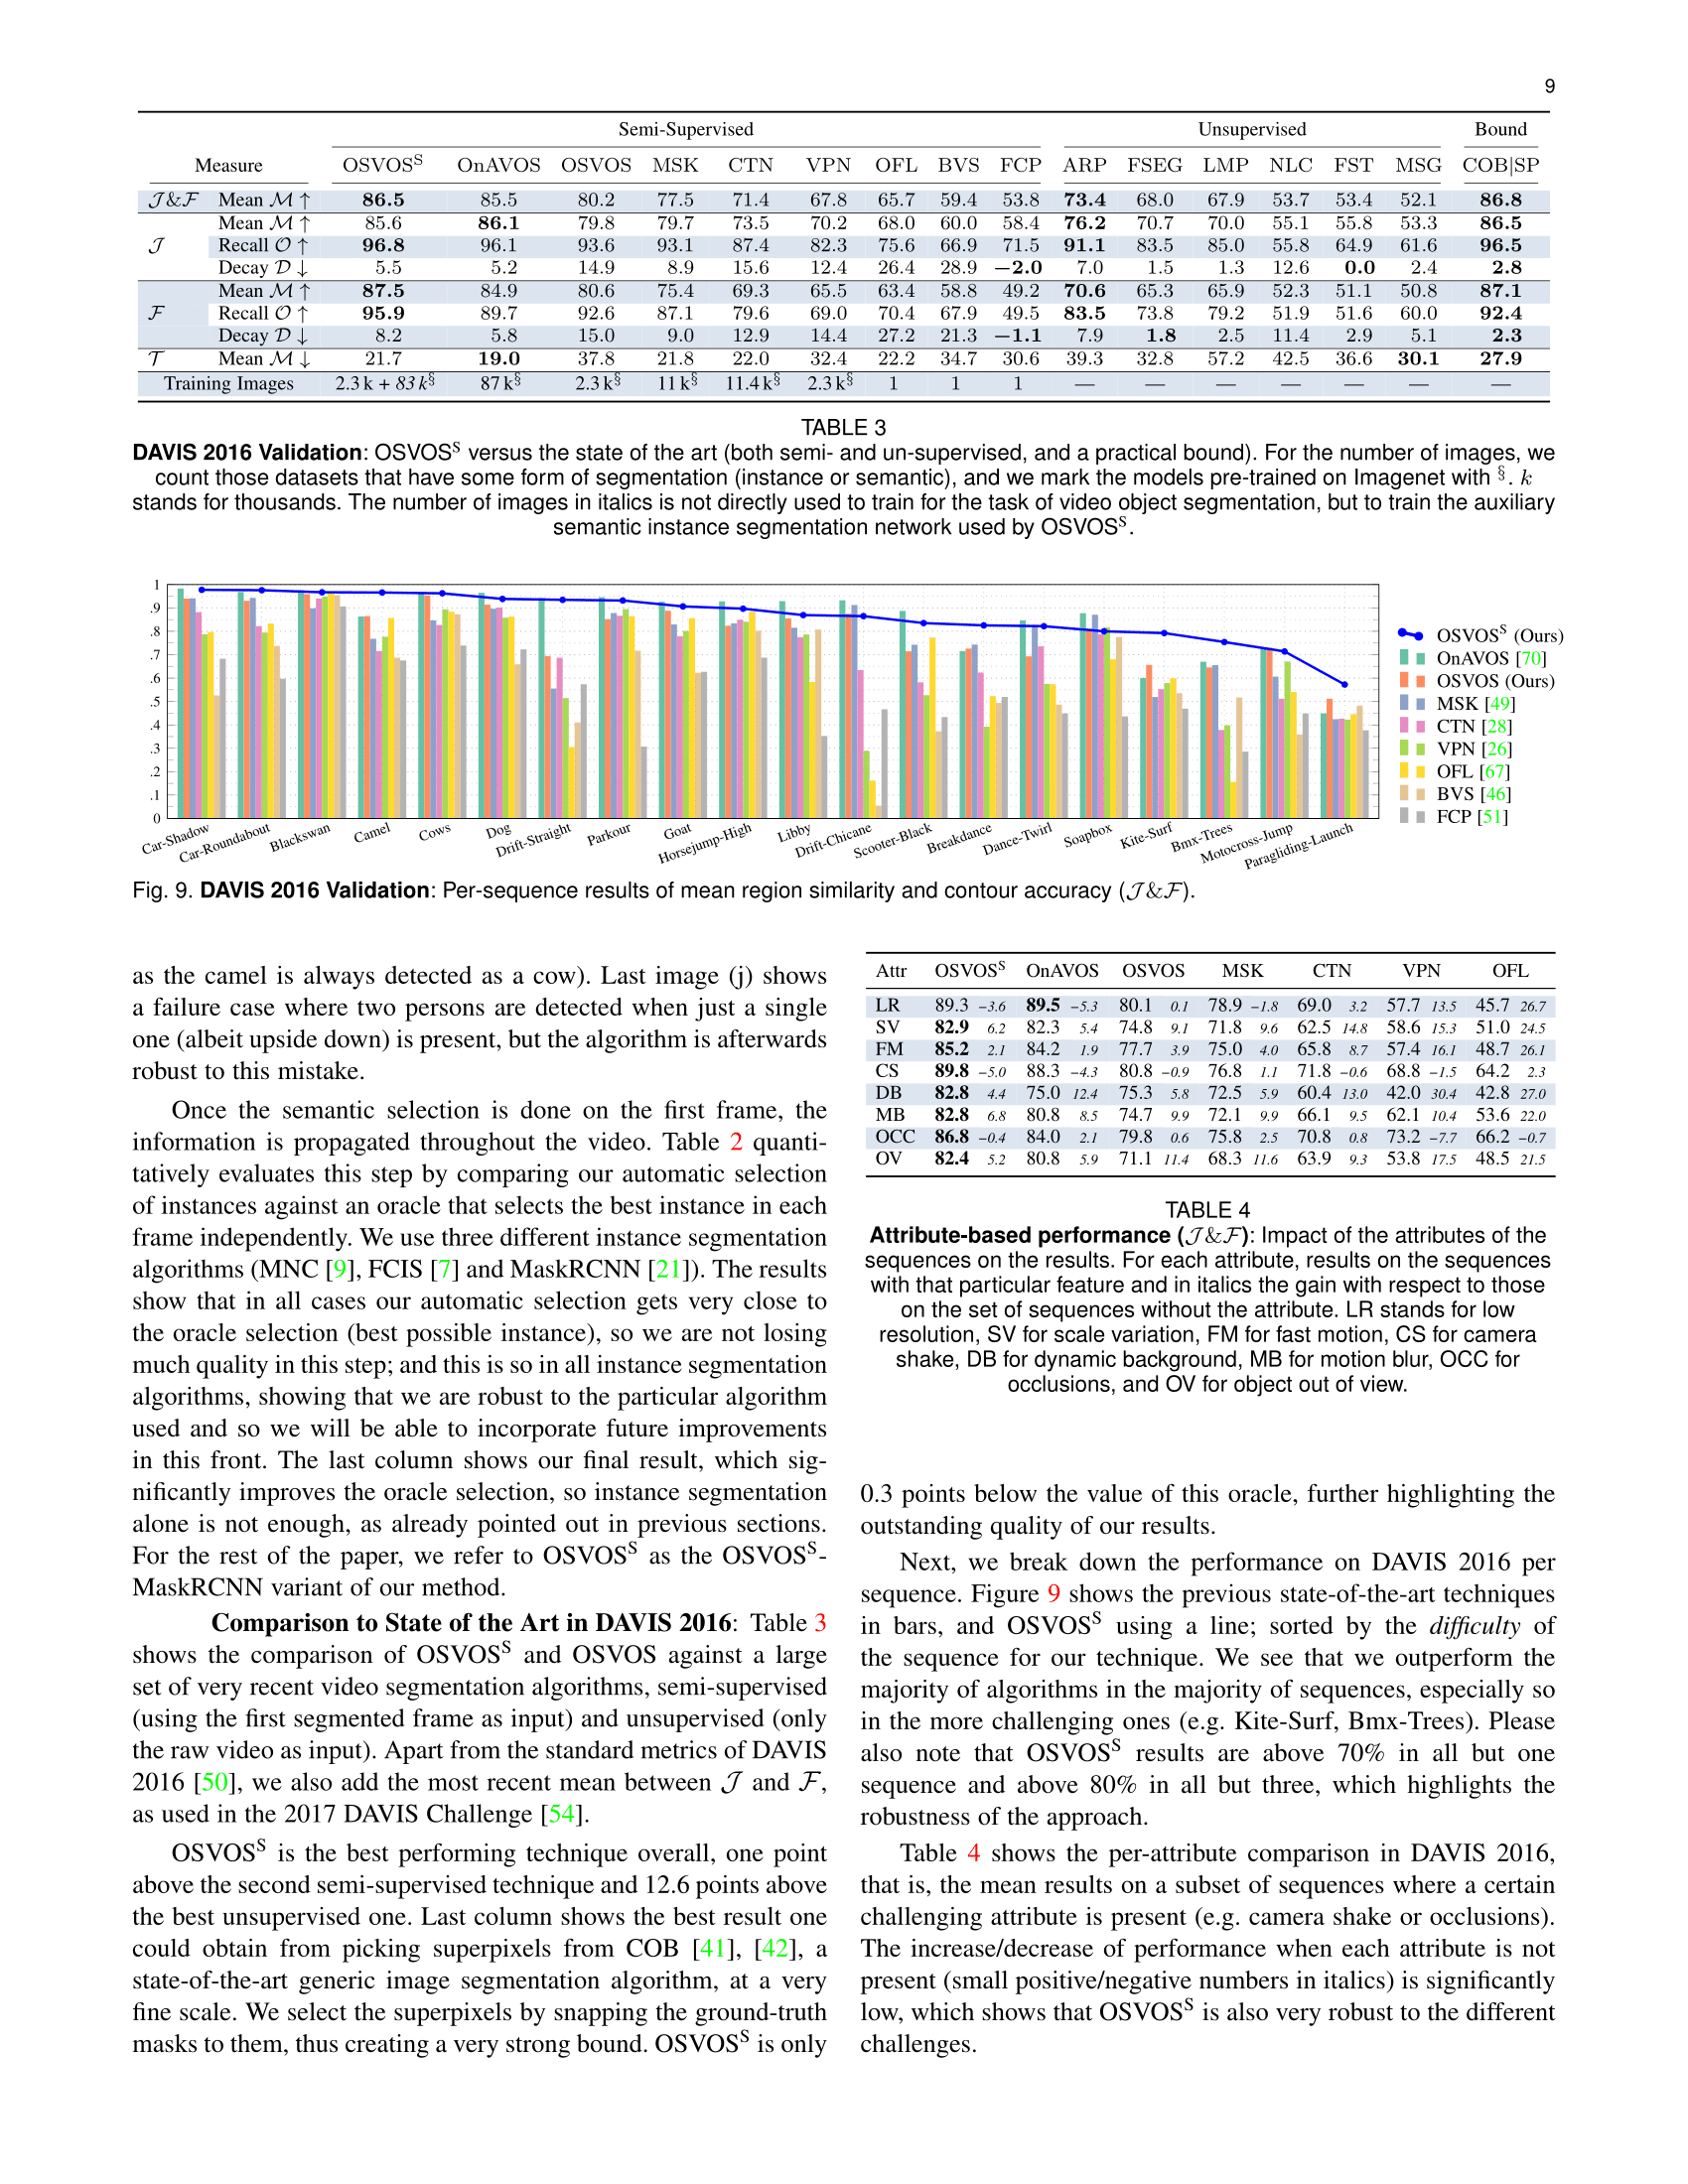 9
Semi-Supervised Unsupervised Bound
Measure OSVOSS OnAVOS OSVOS MSK CTN VPN OFL BVS FCP ARP FSEG LMP NLC FST MSG COB|SP
J&F Mean M ↑ 86.5 85.5 80.2 77.5 71.4 67.8 65.7 59.4 53.8 73.4 68.0 67.9 53.7 53.4 52.1 86.8
Mean M ↑ 85.6 86.1 79.8 79.7 73.5 70.2 68.0 60.0 58.4 76.2 70.7 70.0 55.1 55.8 53.3 86.5
J Recall O ↑ 96.8 96.1 93.6 93.1 87.4 82.3 75.6 66.9 71.5 91.1 83.5 85.0 55.8 64.9 61.6 96.5
Decay D ↓ 5.5 5.2 14.9 8.9 15.6 12.4 26.4 28.9 −2.0 7.0 1.5 1.3 12.6 0.0 2.4 2.8
Mean M ↑ 87.5 84.9 80.6 75.4 69.3 65.5 63.4 58.8 49.2 70.6 65.3 65.9 52.3 51.1 50.8 87.1
F Recall O ↑ 95.9 89.7 92.6 87.1 79.6 69.0 70.4 67.9 49.5 83.5 73.8 79.2 51.9 51.6 60.0 92.4
Decay D ↓ 8.2 5.8 15.0 9.0 12.9 14.4 27.2 21.3 −1.1 7.9 1.8 2.5 11.4 2.9 5.1 2.3
T Mean M ↓ 21.7 19.0 37.8 21.8 22.0 32.4 22.2 34.7 30.6 39.3 32.8 57.2 42.5 36.6 30.1 27.9
Training Images 2.3 k + 83 k§ 87 k§ 2.3 k§ 11 k§ 11.4 k§ 2.3 k§ 1 1 1 — — — — — — —
TABLE 3
DAVIS 2016 Validation: OSVOSS versus the state of the art (both semi- and un-supervised, and a practical bound). For the number of images, we
count those datasets that have some form of segmentation (instance or semantic), and we mark the models pre-trained on Imagenet with §. k
stands for thousands. The number of images in italics is not directly used to train for the task of video object segmentation, but to train the auxiliary
semantic instance segmentation network used by OSVOSS.
1
.9
.8
.7
.6
.5
.4
.3
.2
.1
0
Car-Shadow
Car-Roundabout
Blackswan
Camel
Cows
Dog
Drift-Straight
Parkour
Goat
Horsejump-High
Libby
Drift-Chicane
Scooter-Black
Breakdance
Dance-Twirl
Soapbox
Kite-Surf
Bmx-Trees
Motocross-Jump
Paragliding-Launch
OSVOSS (Ours)
OnAVOS [70]
OSVOS (Ours)
MSK [49]
CTN [28]
VPN [26]
OFL [67]
BVS [46]
FCP [51]
Fig. 9. DAVIS 2016 Validation: Per-sequence results of mean region similarity and contour accuracy (J&F).
as the camel is always detected as a cow). Last image (j) shows
a failure case where two persons are detected when just a single
one (albeit upside down) is present, but the algorithm is afterwards
robust to this mistake.
Once the semantic selection is done on the first frame, the
information is propagated throughout the video. Table 2 quanti-
tatively evaluates this step by comparing our automatic selection
of instances against an oracle that selects the best instance in each
frame independently. We use three different instance segmentation
algorithms (MNC [9], FCIS [7] and MaskRCNN [21]). The results
show that in all cases our automatic selection gets very close to
the oracle selection (best possible instance), so we are not losing
much quality in this step; and this is so in all instance segmentation
algorithms, showing that we are robust to the particular algorithm
used and so we will be able to incorporate future improvements
in this front. The last column shows our final result, which sig-
nificantly improves the oracle selection, so instance segmentation
alone is not enough, as already pointed out in previous sections.
For the rest of the paper, we refer to OSVOSS as the OSVOSS-
MaskRCNN variant of our method.
Comparison to State of the Art in DAVIS 2016: Table 3
shows the comparison of OSVOSS and OSVOS against a large
set of very recent video segmentation algorithms, semi-supervised
(using the first segmented frame as input) and unsupervised (only
the raw video as input). Apart from the standard metrics of DAVIS
2016 [50], we also add the most recent mean between J and F,
as used in the 2017 DAVIS Challenge [54].
OSVOSS is the best performing technique overall, one point
above the second semi-supervised technique and 12.6 points above
the best unsupervised one. Last column shows the best result one
could obtain from picking superpixels from COB [41], [42], a
state-of-the-art generic image segmentation algorithm, at a very
fine scale. We select the superpixels by snapping the ground-truth
masks to them, thus creating a very strong bound. OSVOSS is only
Attr OSVOSS OnAVOS OSVOS MSK CTN VPN OFL
LR 89.3 −3.6 89.5 −5.3 80.1 0.1 78.9 −1.8 69.0 3.2 57.7 13.5 45.7 26.7
SV 82.9 6.2 82.3 5.4 74.8 9.1 71.8 9.6 62.5 14.8 58.6 15.3 51.0 24.5
FM 85.2 2.1 84.2 1.9 77.7 3.9 75.0 4.0 65.8 8.7 57.4 16.1 48.7 26.1
CS 89.8 −5.0 88.3 −4.3 80.8 −0.9 76.8 1.1 71.8 −0.6 68.8 −1.5 64.2 2.3
DB 82.8 4.4 75.0 12.4 75.3 5.8 72.5 5.9 60.4 13.0 42.0 30.4 42.8 27.0
MB 82.8 6.8 80.8 8.5 74.7 9.9 72.1 9.9 66.1 9.5 62.1 10.4 53.6 22.0
OCC 86.8 −0.4 84.0 2.1 79.8 0.6 75.8 2.5 70.8 0.8 73.2 −7.7 66.2 −0.7
OV 82.4 5.2 80.8 5.9 71.1 11.4 68.3 11.6 63.9 9.3 53.8 17.5 48.5 21.5
TABLE 4
Attribute-based performance (J&F): Impact of the attributes of the
sequences on the results. For each attribute, results on the sequences
with that particular feature and in italics the gain with respect to those
on the set of sequences without the attribute. LR stands for low
resolution, SV for scale variation, FM for fast motion, CS for camera
shake, DB for dynamic background, MB for motion blur, OCC for
occlusions, and OV for object out of view.
0.3 points below the value of this oracle, further highlighting the
outstanding quality of our results.
Next, we break down the performance on DAVIS 2016 per
sequence. Figure 9 shows the previous state-of-the-art techniques
in bars, and OSVOSS using a line; sorted by the difficulty of
the sequence for our technique. We see that we outperform the
majority of algorithms in the majority of sequences, especially so
in the more challenging ones (e.g. Kite-Surf, Bmx-Trees). Please
also note that OSVOSS results are above 70% in all but one
sequence and above 80% in all but three, which highlights the
robustness of the approach.
Table 4 shows the per-attribute comparison in DAVIS 2016,
that is, the mean results on a subset of sequences where a certain
challenging attribute is present (e.g. camera shake or occlusions).
The increase/decrease of performance when each attribute is not
present (small positive/negative numbers in italics) is significantly
low, which shows that OSVOSS is also very robust to the different
challenges.